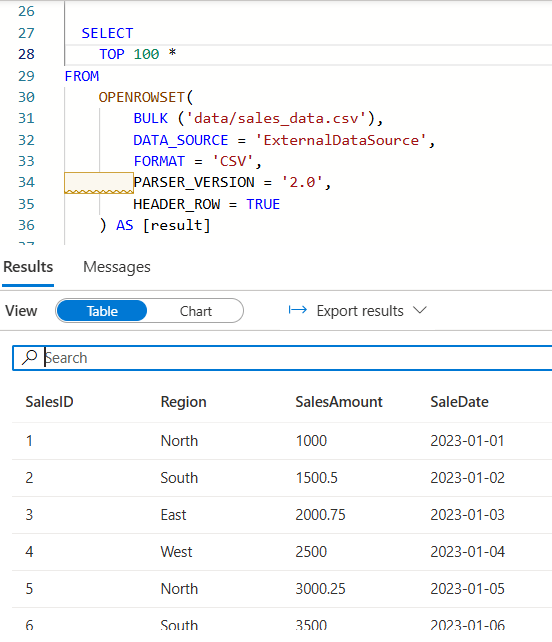 26
27 SELECT
28 TOP 100 *
29 FROM
30 OPENROWSET(
31 BULK ('data/sales_data.csv'),
32 DATA_SOURCE = 'ExternalDataSource',
33 FORMAT = 'CSV',
34 PARSER_VERSION = '2.0',
35 HEADER_ROW = TRUE
36 ) AS [result]
Results Messages
View Table Chart Export results
Search
SalesID Region SalesAmount SaleDate
1 North 1000 2023-01-01
2 South 1500.5 2023-01-02
3 East 2000.75 2023-01-03
4 West 2500 2023-01-04
5 North 3000.25 2023-01-05
6 South 3500 2023-01-06